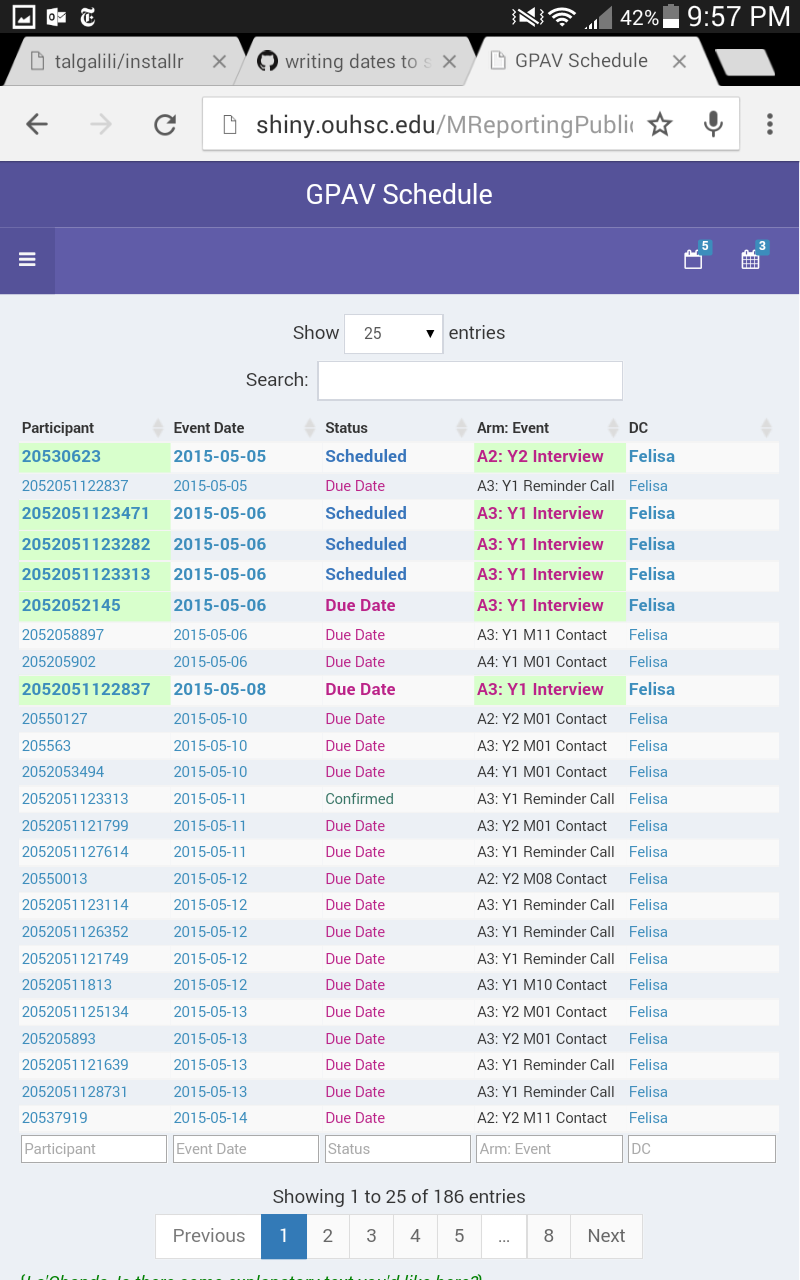 42% 9:57 PM
talgalili/installr
writing dates to
GPAV Schedule
shiny.ouhsc.edu/MReportingPublic
GPAV Schedule
5 3
Show 25 entries
Search:
Participant Event Date Status Arm: Event DC
20530623 2015-05-05 Scheduled A2: Y2 Interview Felisa
2052051122837 2015-05-05 Due Date A3: Y1 Reminder Call Felisa
2052051123471 2015-05-06 Scheduled A3: Y1 Interview Felisa
2052051123282 2015-05-06 Scheduled A3: Y1 Interview Felisa
2052051123313 2015-05-06 Scheduled A3: Y1 Interview Felisa
2052052145 2015-05-06 Due Date A3: Y1 Interview Felisa
2052058897 2015-05-06 Due Date A3: Y1 M11 Contact Felisa
205205902 2015-05-06 Due Date A4: Y1 M01 Contact Felisa
2052051122837 2015-05-08 Due Date A3: Y1 Interview Felisa
20550127 2015-05-10 Due Date A2: Y2 M01 Contact Felisa
205563 2015-05-10 Due Date A3: Y2 M01 Contact Felisa
2052053494 2015-05-10 Due Date A4: Y1 M01 Contact Felisa
2052051123313 2015-05-11 Confirmed A3: Y1 Reminder Call Felisa
2052051121799 2015-05-11 Due Date A3: Y2 M01 Contact Felisa
2052051127614 2015-05-11 Due Date A3: Y1 Reminder Call Felisa
20550013 2015-05-12 Due Date A2: Y2 M08 Contact Felisa
2052051123114 2015-05-12 Due Date A3: Y1 Reminder Call Felisa
2052051126352 2015-05-12 Due Date A3: Y1 Reminder Call Felisa
2052051121749 2015-05-12 Due Date A3: Y1 Reminder Call Felisa
2052051813 2015-05-12 Due Date A3: Y1 M10 Contact Felisa
2052051125134 2015-05-13 Due Date A3: Y2 M01 Contact Felisa
205205893 2015-05-13 Due Date A3: Y2 M01 Contact Felisa
2052051121639 2015-05-13 Due Date A3: Y1 Reminder Call Felisa
2052051128731 2015-05-13 Due Date A3: Y1 Reminder Call Felisa
20537919 2015-05-14 Due Date A2: Y2 M11 Contact Felisa
Participant Event Date Status Arm: Event DC
Showing 1 to 25 of 186 entries
Previous 1 2 3 4 5 ... 8 Next